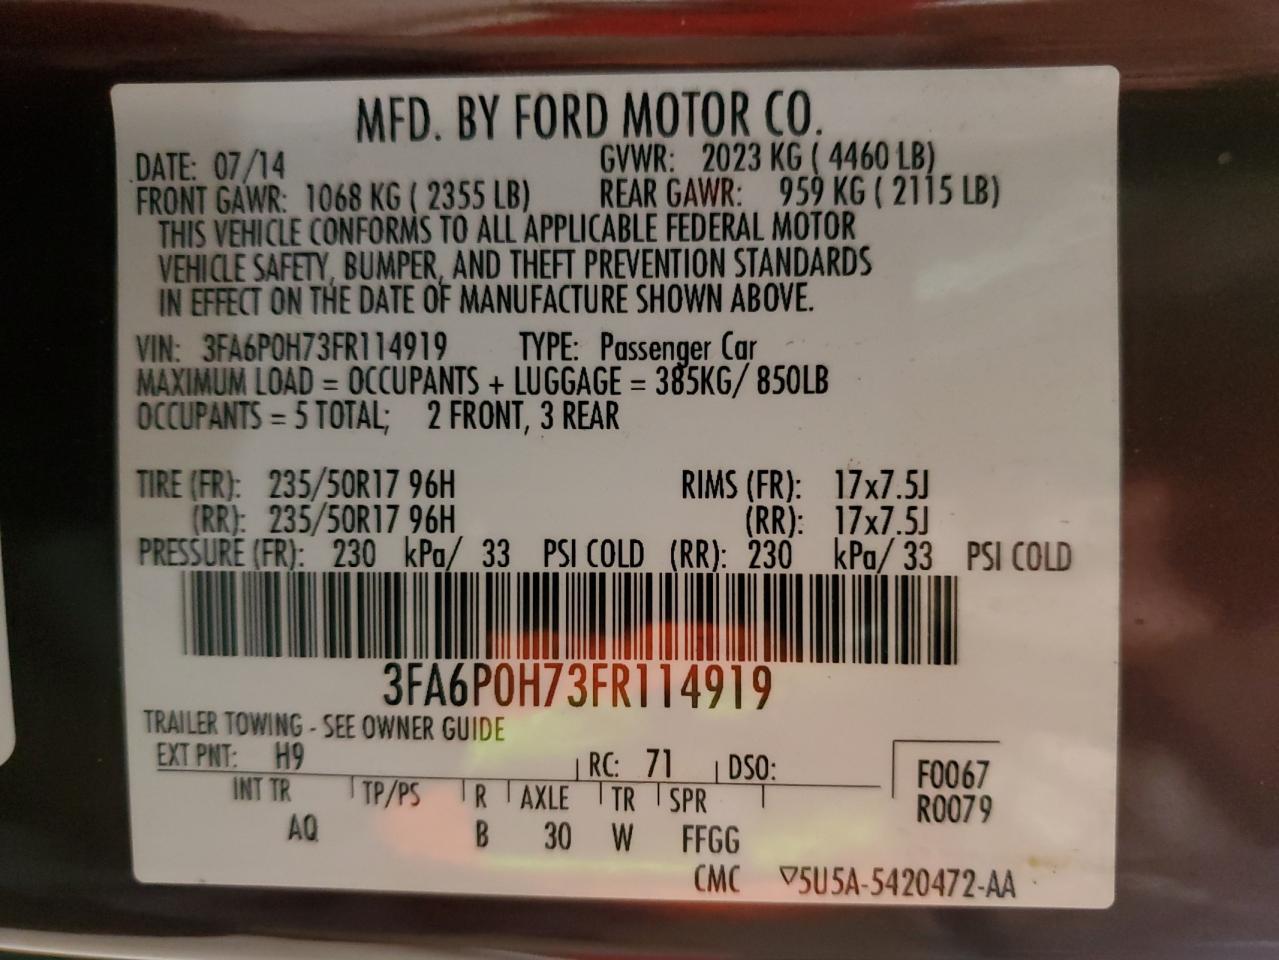 MFD. BY FORD MOTOR CO.
DATE: 07/14 GVWR: 2023 KG ( 4460 LB)
FRONT GAWR: 1068 KG ( 2355 LB) REAR GAWR: 959 KG ( 2115 LB)
THIS VEHICLE CONFORMS TO ALL APPLICABLE FEDERAL MOTOR
VEHICLE SAFETY, BUMPER, AND THEFT PREVENTION STANDARDS
IN EFFECT ON THE DATE OF MANUFACTURE SHOWN ABOVE.
VIN: 3FA6P0H73FR114919 TYPE: Passenger Car
MAXIMUM LOAD = OCCUPANTS + LUGGAGE = 385KG/ 850LB
OCCUPANTS = 5 TOTAL; 2 FRONT, 3 REAR
TIRE (FR): 235/50R17 96H RIMS (FR): 17x7.5J
(RR): 235/50R17 96H (RR): 17x7.5J
PRESSURE (FR): 230 kPa/ 33 PSI COLD (RR): 230 kPa/ 33 PSI COLD
3FA6P0H73FR114919
TRAILER TOWING - SEE OWNER GUIDE
EXT PNT: H9 RC: 71 DSO: F0067
INT TR TP/PS R AXLE TR SPR R0079
AQ B 30 W FFGG
CMC ▽5U5A-5420472-AA